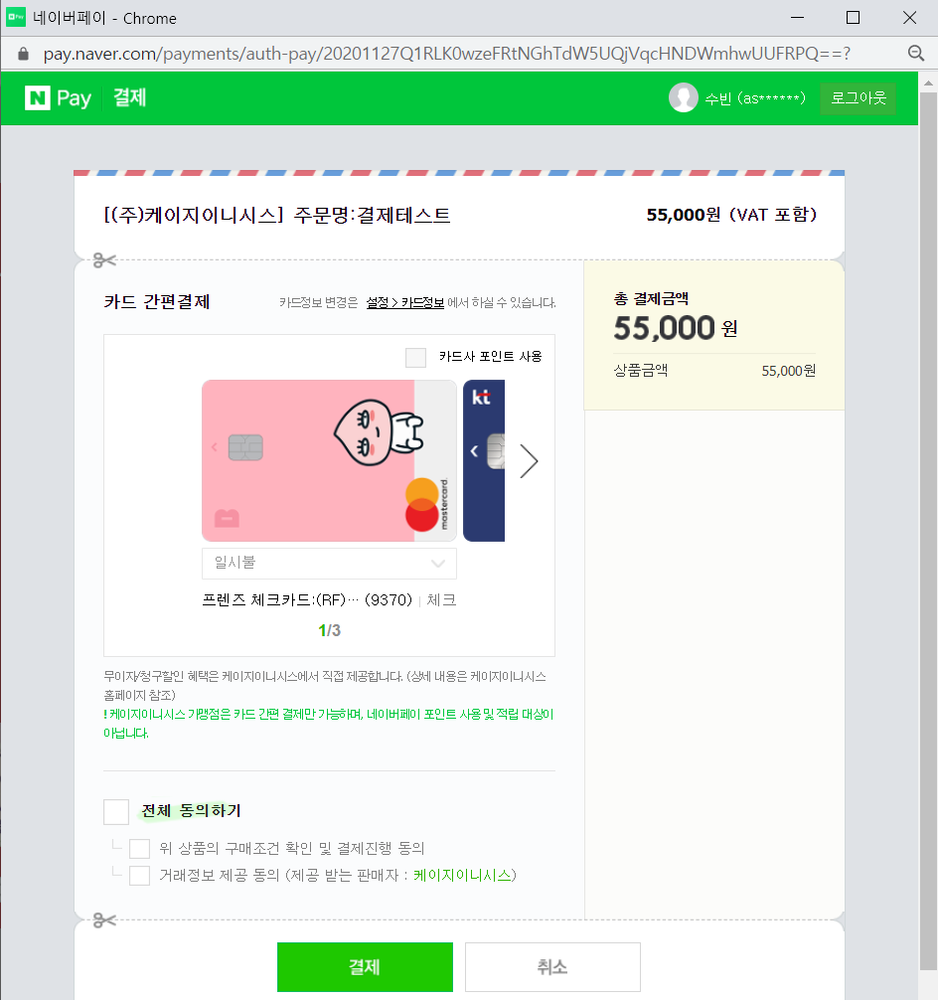 네이버페이 - Chrome
pay.naver.com/payments/auth-pay/20201127Q1RLK0wzeFRtNGhTdW5UQjVqcHNDWmhwUUFRPQ==?
N Pay 결제
수빈 (as******) 로그아웃
[(주)케이지이니시스] 주문명:결제테스트
55,000원 (VAT 포함)
카드 간편결제
카드정보 변경은 설정 > 카드정보 에서 하실 수 있습니다.
카드사 포인트 사용
kt
mastercard.
일시불
프렌즈 체크카드:(RF)··· (9370) | 체크
1/3
무이자/청구할인 혜택은 케이지이니시스에서 직접 제공합니다. (상세 내용은 케이지이니시스
홈페이지 참조)
! 케이지이니시스 가맹점은 카드 간편 결제만 가능하며, 네이버페이 포인트 사용 및 적립 대상이
아닙니다.
전체 동의하기
위 상품의 구매조건 확인 및 결제진행 동의
거래정보 제공 동의 (제공 받는 판매자 : 케이지이니시스)
총 결제금액
55,000 원
상품금액 55,000원
결제
취소